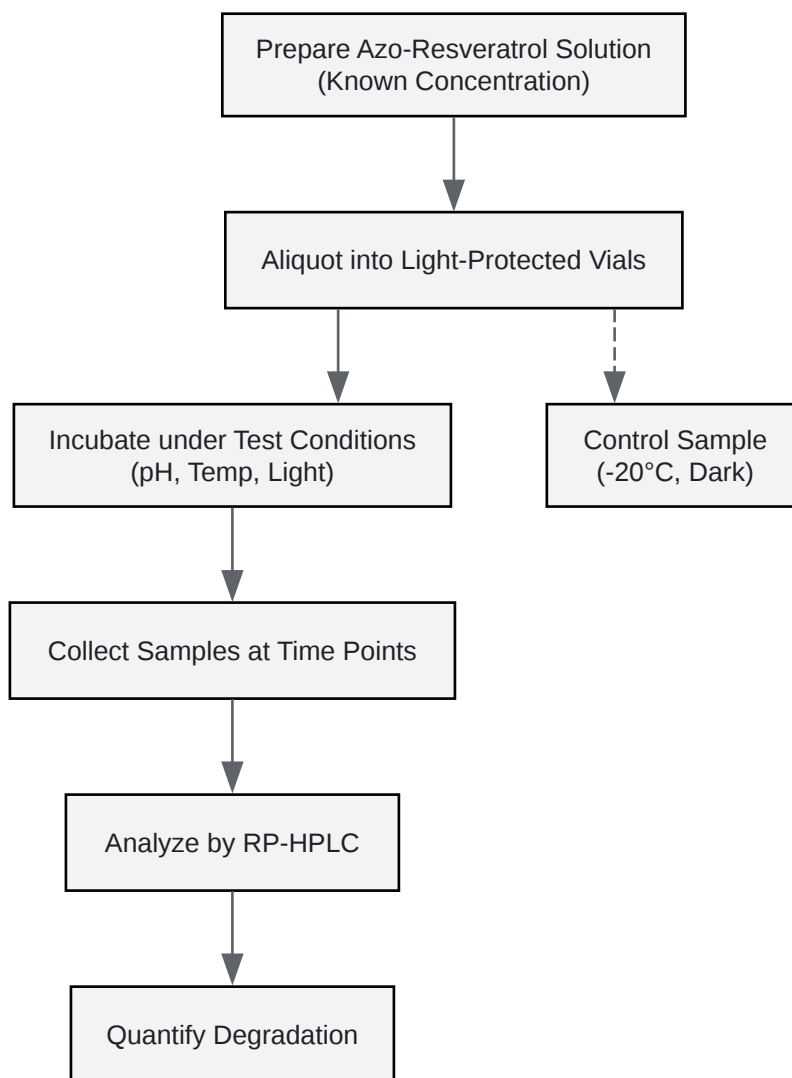 Prepare Azo-Resveratrol Solution
(Known Concentration)
Aliquot into Light-Protected Vials
Incubate under Test Conditions
(pH, Temp, Light)
Control Sample
(-20°C, Dark)
Collect Samples at Time Points
Analyze by RP-HPLC
Quantify Degradation